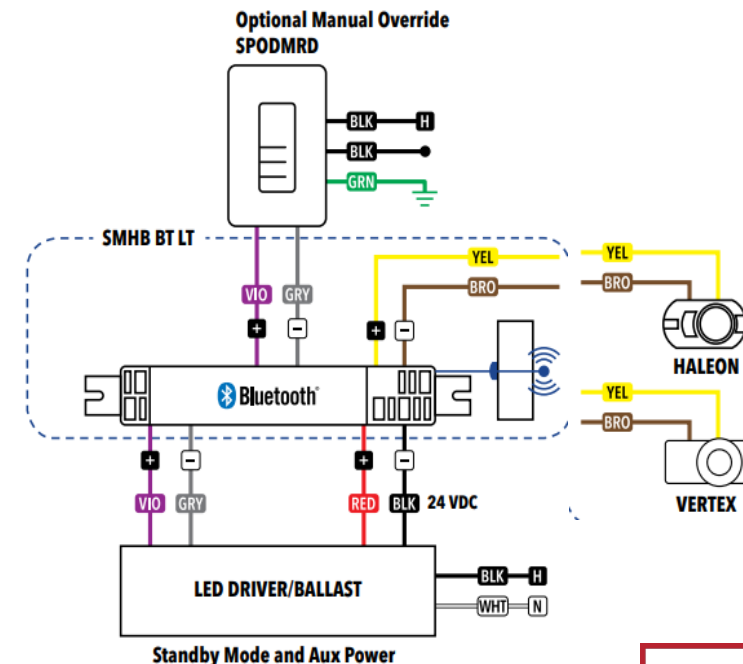 Optional Manual Override
SPODMRD
BLK H
BLK
GRN
SMHB BT LT
YEL
YEL
BRO
BRO
VIO GRY
+ −
+ −
HALEON
Bluetooth®
YEL
BRO
+ −
+ −
VIO GRY
RED BLK 24 VDC
VERTEX
LED DRIVER/BALLAST
BLK H
WHT N
Standby Mode and Aux Power